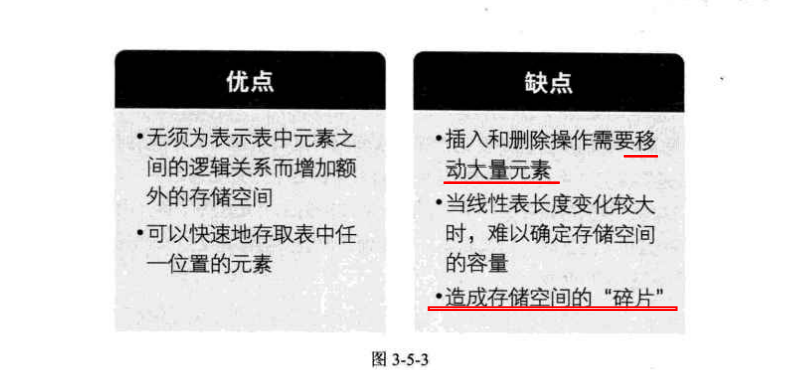 优点
•无须为表示表中元素之
间的逻辑关系而增加额
外的存储空间
•可以快速地存取表中任
一位置的元素
缺点
•插入和删除操作需要移
动大量元素
•当线性表长度变化较大
时，难以确定存储空间
的容量
•造成存储空间的“碎片”
图 3-5-3